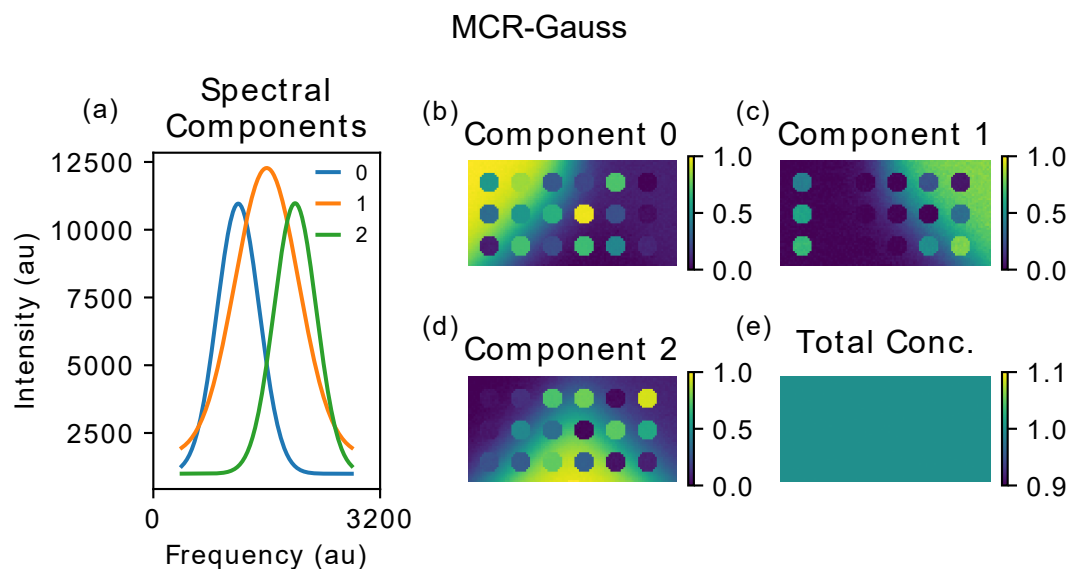 MCR-Gauss
(a)
Spectral
Components
12500
10000
7500
5000
2500
Intensity (au)
0
1
2
0
3200
Frequency (au)
(b)
Component 0
1.0
0.5
0.0
(c)
Component 1
1.0
0.5
0.0
(d)
Component 2
1.0
0.5
0.0
(e)
Total Conc.
1.1
1.0
0.9